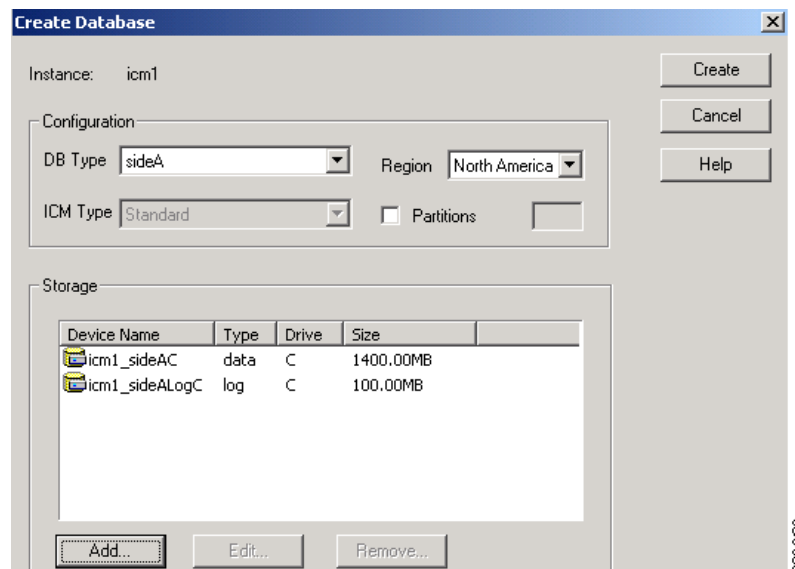 Create Database
Instance: icm1
Create
Configuration
Cancel
DB Type sideA Region North America
Help
ICM Type Standard Partitions
Storage
Device Name Type Drive Size
icm1_sideAC data C 1400.00MB
icm1_sideALogC log C 100.00MB
Add... Edit... Remove...